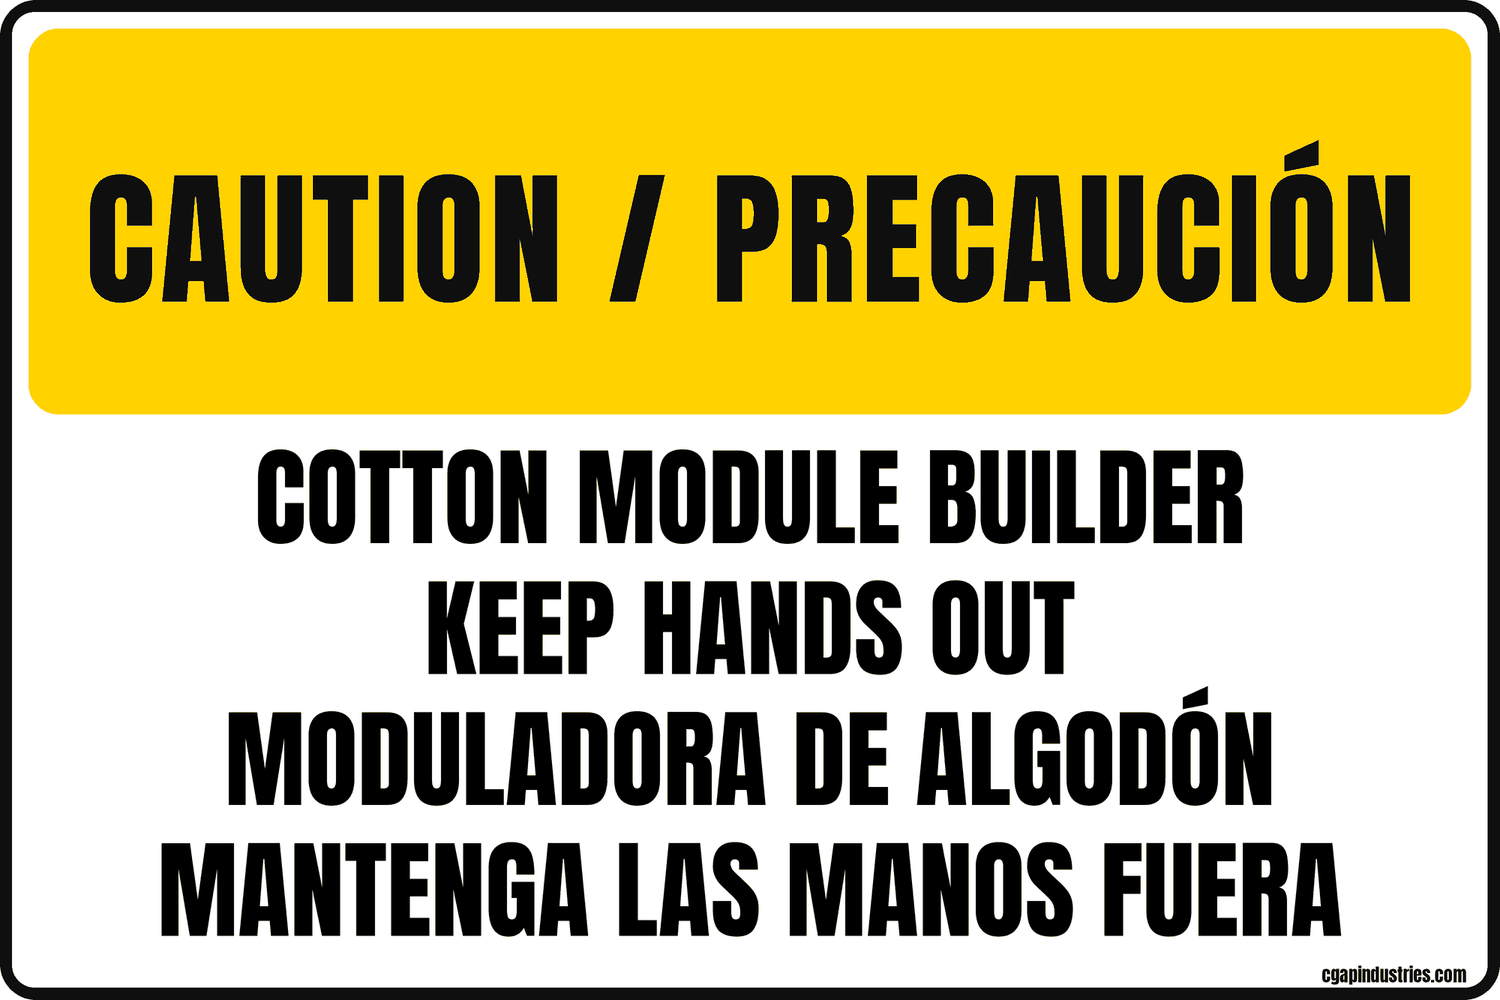 CAUTION / PRECAUCIÓN
COTTON MODULE BUILDER
KEEP HANDS OUT
MODULADORA DE ALGODÓN
MANTENGA LAS MANOS FUERA
cgapindustries.com